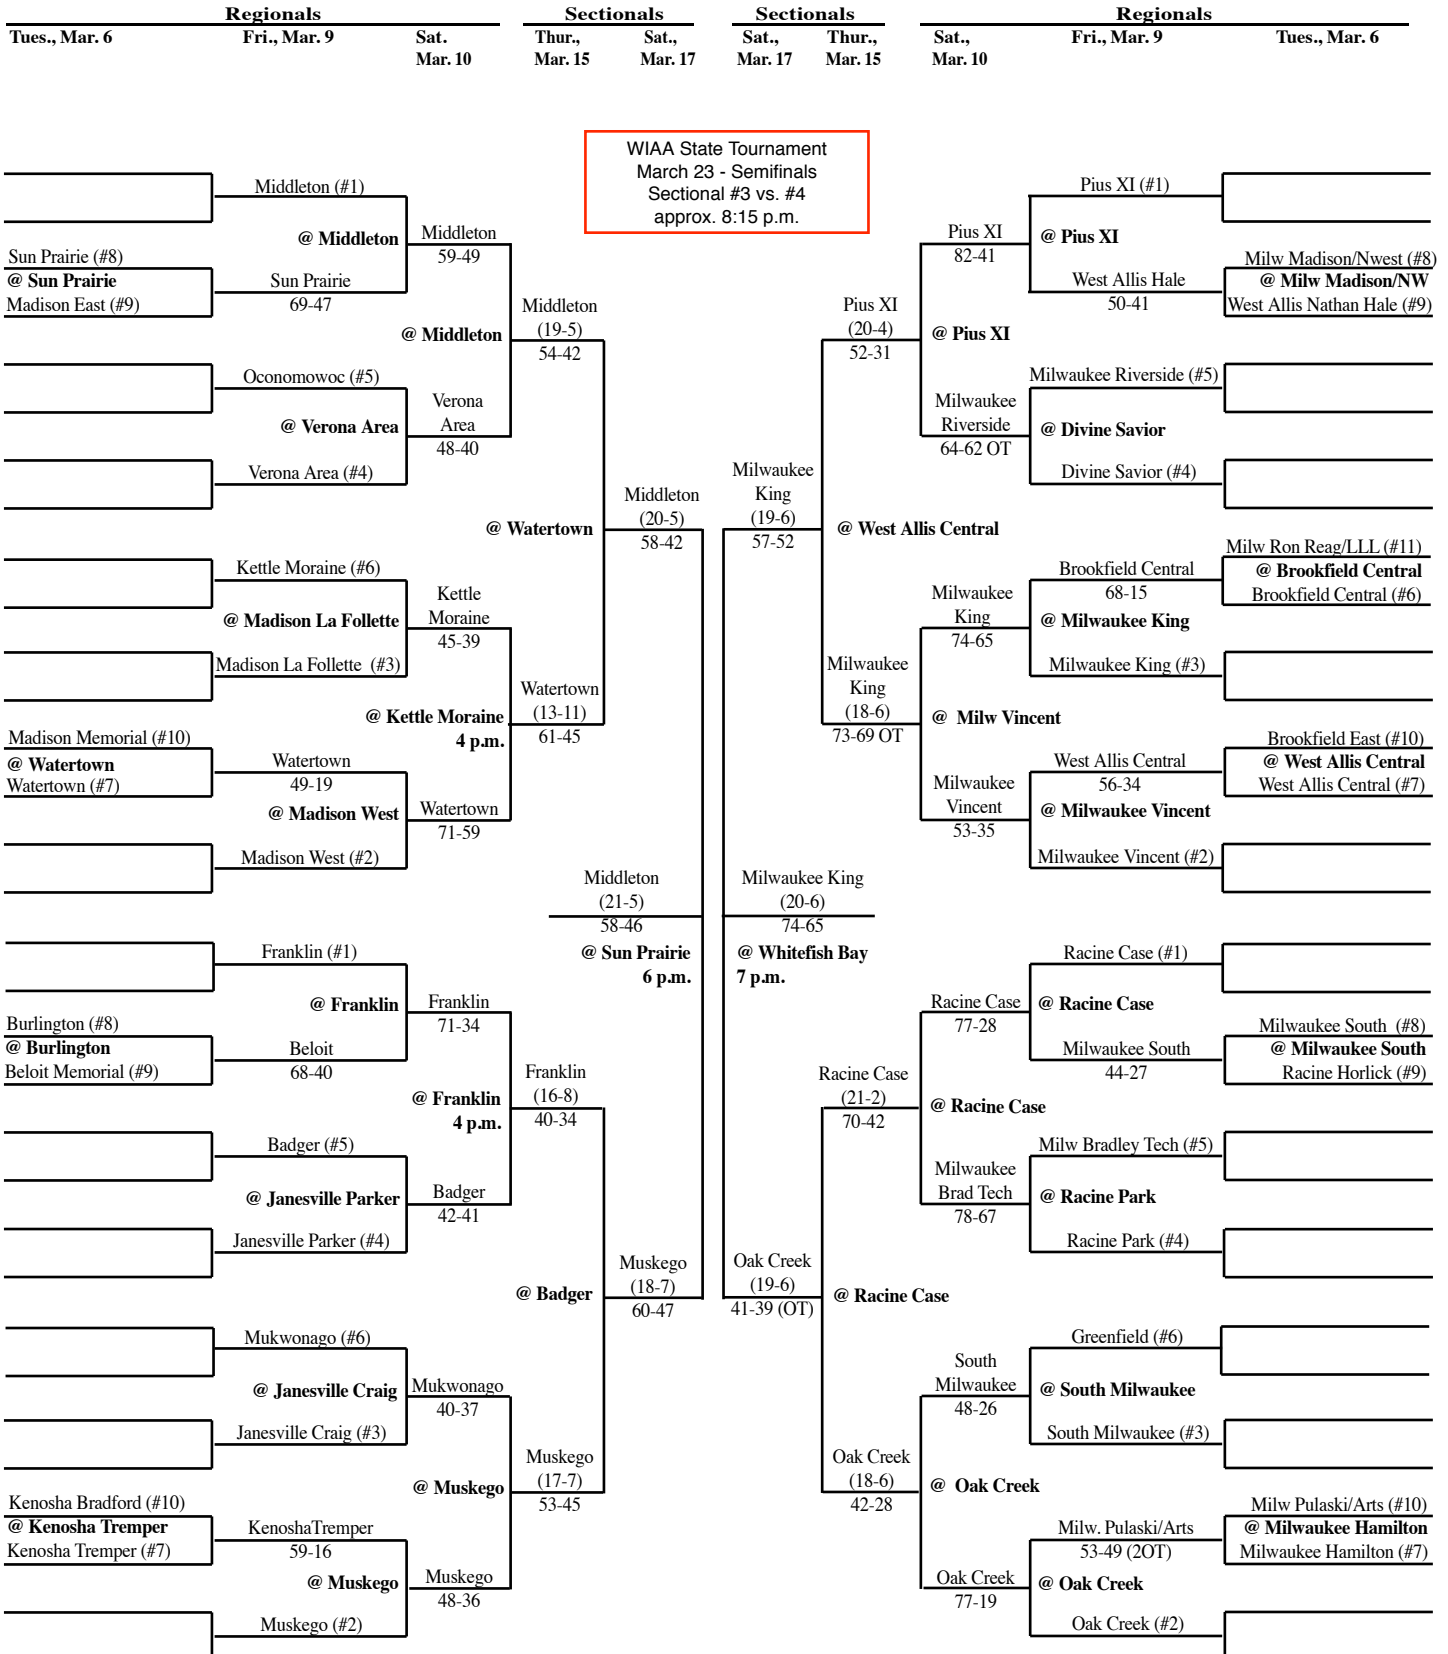 Regionals
Sectionals
Sectionals
Regionals
Tues., Mar. 6
Fri., Mar. 9
Sat.
Mar. 10
Thur.,
Mar. 15
Sat.,
Mar. 17
Sat.,
Mar. 17
Thur.,
Mar. 15
Sat.,
Mar. 10
Fri., Mar. 9
Tues., Mar. 6
WIAA State Tournament
March 23 - Semifinals
Sectional #3 vs. #4
approx. 8:15 p.m.
Middleton (#1)
@ Middleton
Sun Prairie (#8)
@ Sun Prairie
Madison East (#9)
Sun Prairie
69-47
Middleton
59-49
@ Middleton
Middleton
(19-5)
54-42
Oconomowoc (#5)
@ Verona Area
Verona Area (#4)
Verona
Area
48-40
@ Watertown
Middleton
(20-5)
58-42
Kettle Moraine (#6)
@ Madison La Follette
Madison La Follette (#3)
Kettle
Moraine
45-39
@ Kettle Moraine
4 p.m.
Watertown
(13-11)
61-45
Madison Memorial (#10)
@ Watertown
Watertown (#7)
Watertown
49-19
@ Madison West
Madison West (#2)
Watertown
71-59
Middleton
(21-5)
58-46
@ Sun Prairie
6 p.m.
Franklin (#1)
@ Franklin
Burlington (#8)
@ Burlington
Beloit Memorial (#9)
Beloit
68-40
Franklin
71-34
@ Franklin
4 p.m.
Franklin
(16-8)
40-34
Badger (#5)
@ Janesville Parker
Janesville Parker (#4)
Badger
42-41
@ Badger
Muskego
(18-7)
60-47
Mukwonago (#6)
@ Janesville Craig
Janesville Craig (#3)
Mukwonago
40-37
@ Muskego
Muskego
(17-7)
53-45
Kenosha Bradford (#10)
@ Kenosha Tremper
Kenosha Tremper (#7)
KenoshaTremper
59-16
@ Muskego
Muskego (#2)
Muskego
48-36
Pius XI (#1)
@ Pius XI
Milw Madison/Nwest (#8)
@ Milw Madison/NW
West Allis Nathan Hale (#9)
West Allis Hale
50-41
Pius XI
82-41
@ Pius XI
Pius XI
(20-4)
52-31
Milwaukee Riverside (#5)
@ Divine Savior
Divine Savior (#4)
Milwaukee
Riverside
64-62 OT
@ West Allis Central
Milwaukee
King
(19-6)
57-52
Milw Ron Reag/LLL (#11)
@ Brookfield Central
Brookfield Central (#6)
Brookfield Central
68-15
@ Milwaukee King
Milwaukee King (#3)
Milwaukee
King
74-65
@ Milw Vincent
Milwaukee
King
(18-6)
73-69 OT
Brookfield East (#10)
@ West Allis Central
West Allis Central (#7)
West Allis Central
56-34
@ Milwaukee Vincent
Milwaukee Vincent (#2)
Milwaukee
Vincent
53-35
Milwaukee King
(20-6)
74-65
@ Whitefish Bay
7 p.m.
Racine Case (#1)
@ Racine Case
Milwaukee South (#8)
@ Milwaukee South
Racine Horlick (#9)
Milwaukee South
44-27
Racine Case
77-28
@ Racine Case
Racine Case
(21-2)
70-42
Milw Bradley Tech (#5)
@ Racine Park
Racine Park (#4)
Milwaukee
Brad Tech
78-67
@ Racine Case
Oak Creek
(19-6)
41-39 (OT)
Greenfield (#6)
@ South Milwaukee
South Milwaukee (#3)
South
Milwaukee
48-26
@ Oak Creek
Oak Creek
(18-6)
42-28
Milw Pulaski/Arts (#10)
@ Milwaukee Hamilton
Milwaukee Hamilton (#7)
Milw. Pulaski/Arts
53-49 (2OT)
@ Oak Creek
Oak Creek (#2)
Oak Creek
77-19